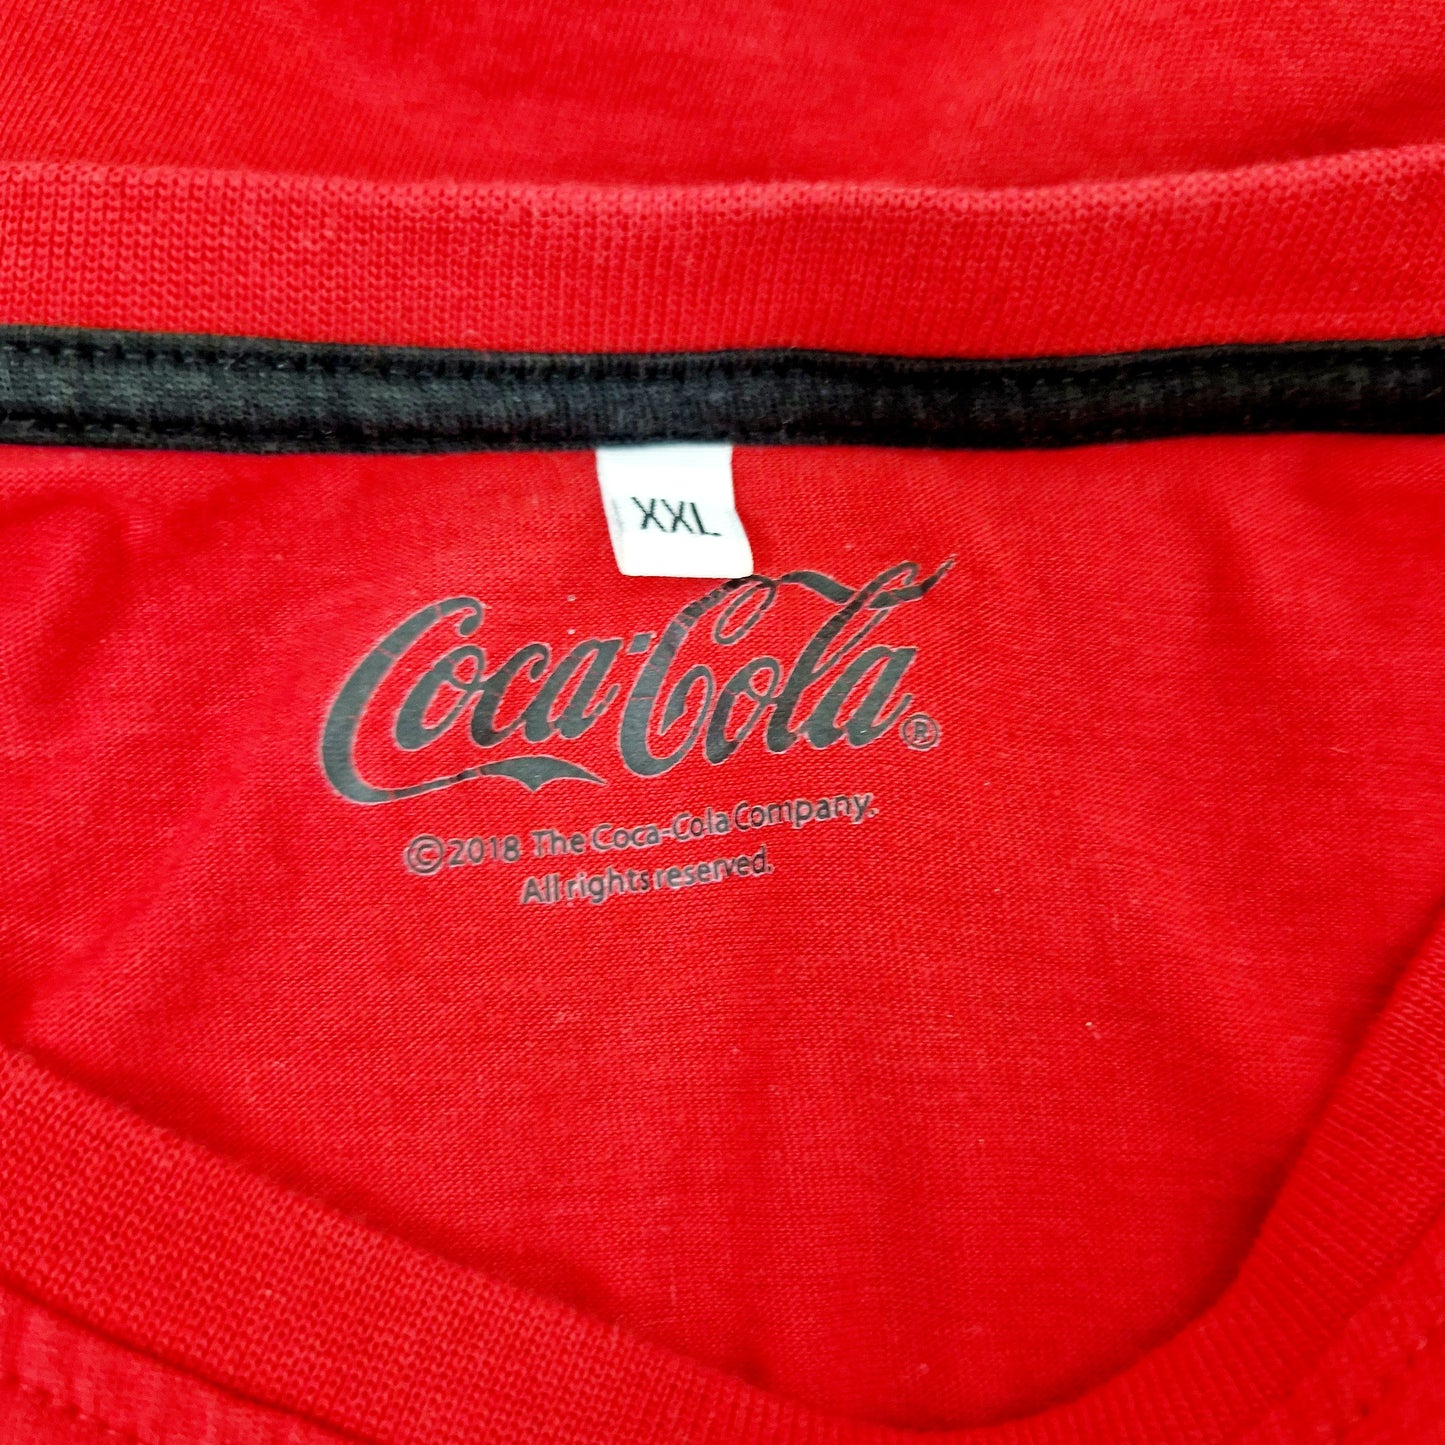 XXL
Coca-Cola®
©2018 The Coca-Cola Company.
All rights reserved.